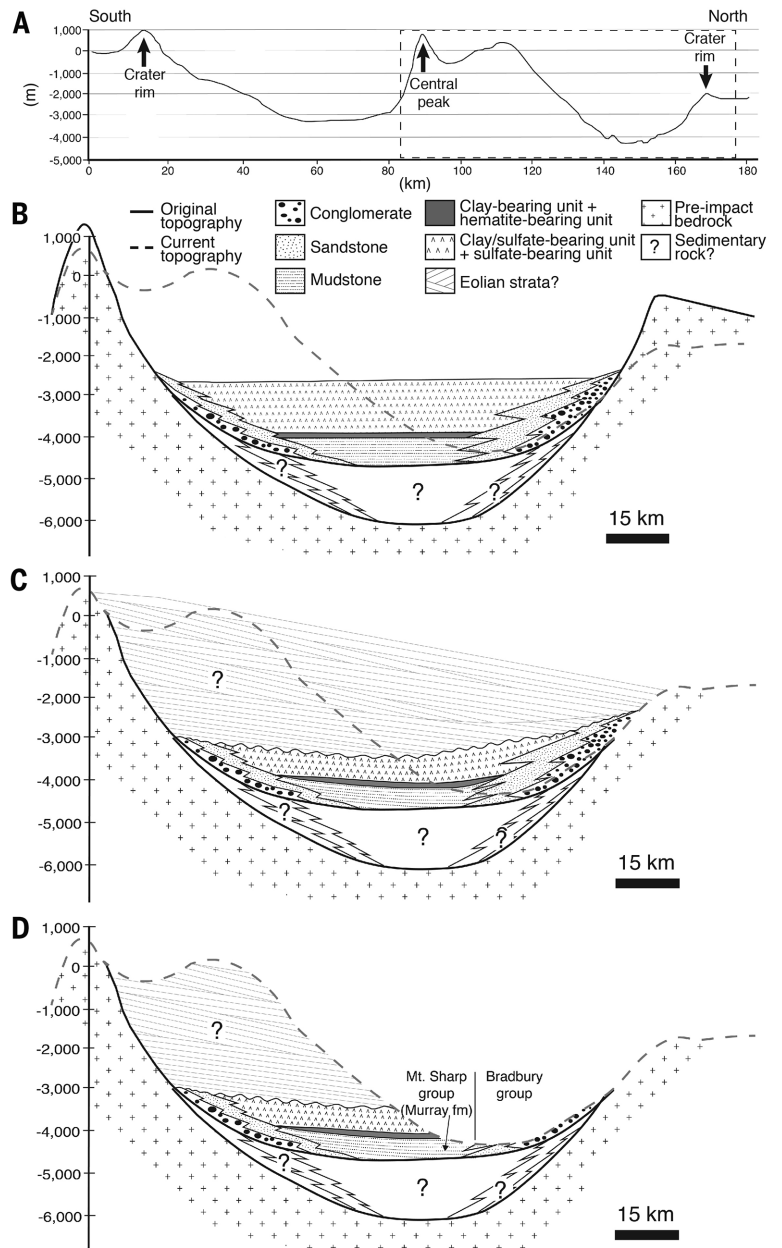 A
South
North
1,000
0
-1,000
-2,000
-3,000
-4,000
-5,000
(m)
Crater
rim
Central
peak
Crater
rim
0
20
40
60
80
100
120
140
160
180
(km)
B
Original
topography
Current
topography
Conglomerate
Sandstone
Mudstone
Clay-bearing unit +
hematite-bearing unit
Clay/sulfate-bearing unit
+ sulfate-bearing unit
Eolian strata?
Pre-impact
bedrock
? Sedimentary
rock?
1,000
0
-1,000
-2,000
-3,000
-4,000
-5,000
-6,000
?
?
?
15 km
C
1,000
0
-1,000
-2,000
-3,000
-4,000
-5,000
-6,000
?
?
?
?
15 km
D
1,000
0
-1,000
-2,000
-3,000
-4,000
-5,000
-6,000
?
Mt. Sharp
group
(Murray fm)
Bradbury
group
?
?
?
15 km